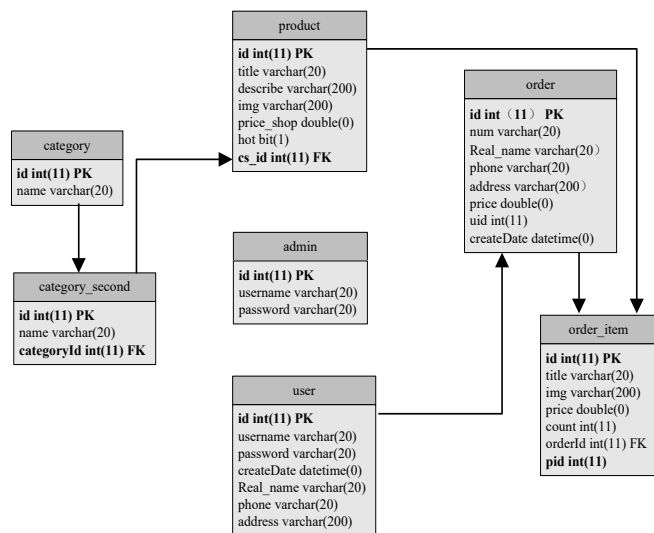 product
id int(11) PK
title varchar(20)
describe varchar(200)
img varchar(200)
price_shop double(0)
hot bit(1)
cs_id int(11) FK
order
id int（11） PK
num varchar(20)
Real_name varchar(20）
phone varchar(20)
address varchar(200）
price double(0)
uid int(11)
createDate datetime(0)
category
id int(11) PK
name varchar(20)
admin
id int(11) PK
username varchar(20)
password varchar(20)
category_second
id int(11) PK
name varchar(20)
categoryId int(11) FK
order_item
id int(11) PK
title varchar(20)
img varchar(200)
price double(0)
count int(11)
orderId int(11) FK
pid int(11)
user
id int(11) PK
username varchar(20)
password varchar(20)
createDate datetime(0)
Real_name varchar(20)
phone varchar(20)
address varchar(200)